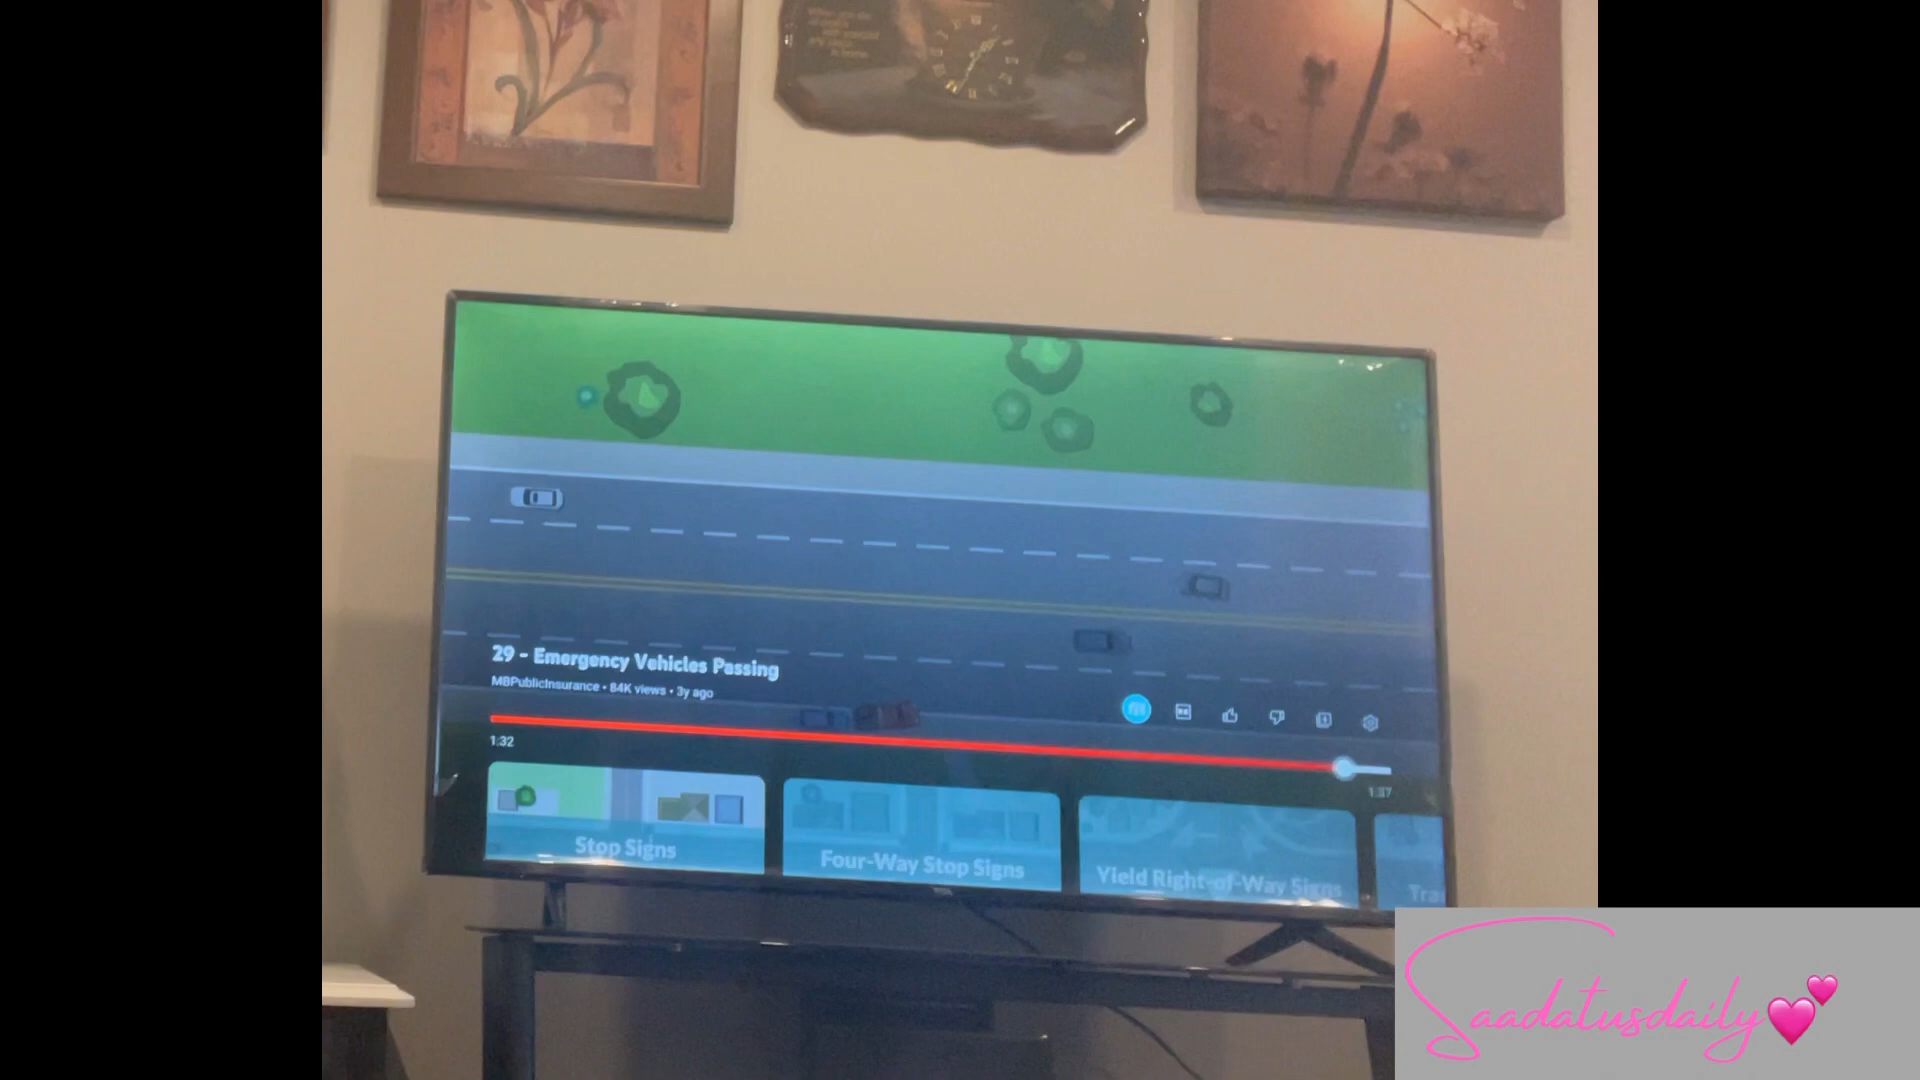 29 - Emergency Vehicles Passing
MBPublicInsurance • 84K views • 3y ago
1:32
1:37
Stop Signs
Four-Way Stop Signs
Yield Right-of-Way Signs
Saadatusdaily💕